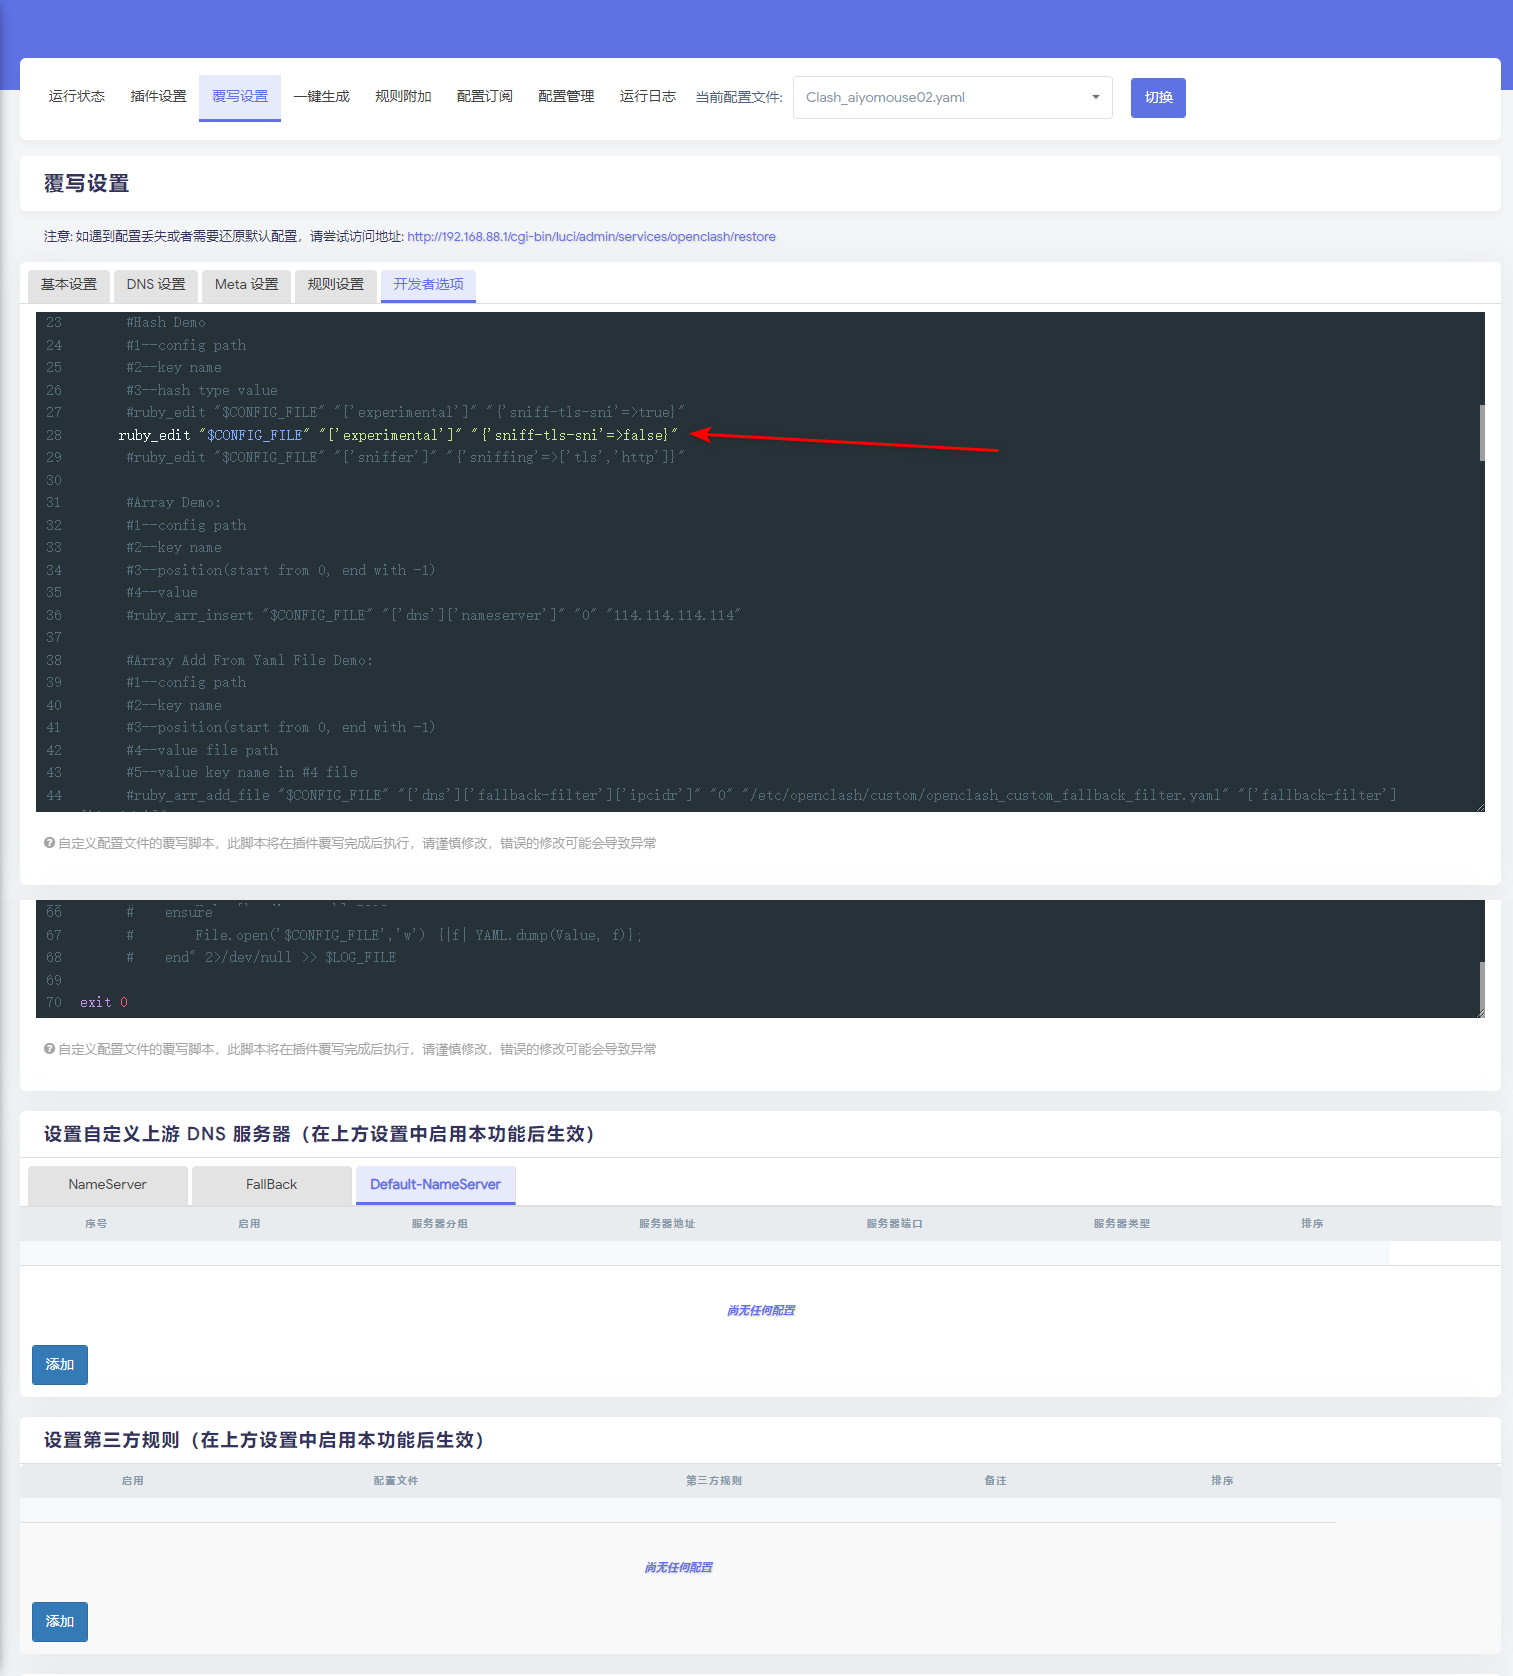 运行状态 插件设置 覆写设置 一键生成 规则附加 配置订阅 配置管理 运行日志 当前配置文件: Clash_aiyomouse02.yaml 切换
覆写设置
注意: 如遇到配置丢失或者需要还原默认配置，请尝试访问地址: http://192.168.88.1/cgi-bin/luci/admin/services/openclash/restore
基本设置 DNS 设置 Meta 设置 规则设置 开发者选项
23 #Hash Demo
24 #1--config path
25 #2--key name
26 #3--hash type value
27 #ruby_edit "$CONFIG_FILE" "['experimental']" "{'sniff-tls-sni'=>true}"
28 ruby_edit "$CONFIG_FILE" "['experimental']" "{'sniff-tls-sni'=>false}"
29 #ruby_edit "$CONFIG_FILE" "['sniffer']" "{'sniffing'=>['tls','http']}"
30
31 #Array Demo:
32 #1--config path
33 #2--key name
34 #3--position(start from 0, end with -1)
35 #4--value
36 #ruby_arr_insert "$CONFIG_FILE" "['dns']['nameserver']" "0" "114.114.114.114"
37
38 #Array Add From Yaml File Demo:
39 #1--config path
40 #2--key name
41 #3--position(start from 0, end with -1)
42 #4--value file path
43 #5--value key name in #4 file
44 #ruby_arr_add_file "$CONFIG_FILE" "['dns']['fallback-filter']['ipcidr']" "0" "/etc/openclash/custom/openclash_custom_fallback_filter.yaml" "['fallback-filter']
自定义配置文件的覆写脚本，此脚本将在插件覆写完成后执行，请谨慎修改，错误的修改可能会导致异常
66 # ensure
67 # File.open('$CONFIG_FILE','w') {|f| YAML.dump(Value, f)};
68 # end" 2>/dev/null >> $LOG_FILE
69
70 exit 0
自定义配置文件的覆写脚本，此脚本将在插件覆写完成后执行，请谨慎修改，错误的修改可能会导致异常
设置自定义上游 DNS 服务器（在上方设置中启用本功能后生效）
NameServer FallBack Default-NameServer
序号 启用 服务器分组 服务器地址 服务器端口 服务器类型 排序
尚无任何配置
添加
设置第三方规则（在上方设置中启用本功能后生效）
启用 配置文件 第三方规则 备注 排序
尚无任何配置
添加